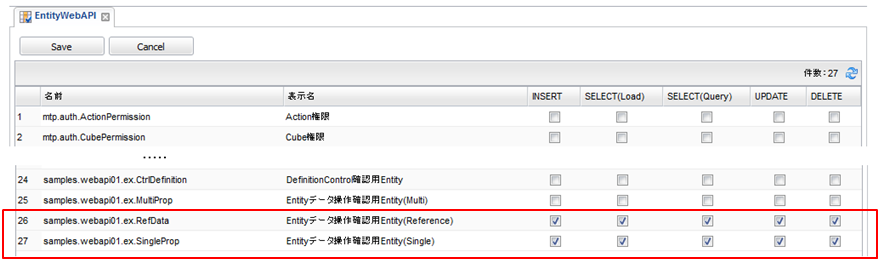 EntityWebAPI
Save Cancel
件数：27
名前 表示名 INSERT SELECT(Load) SELECT(Query) UPDATE DELETE
1 mtp.auth.ActionPermission Action権限
2 mtp.auth.CubePermission Cube権限
.....
24 samples.webapi01.ex.CtrlDefinition DefinitionControl確認用Entity
25 samples.webapi01.ex.MultiProp Entityデータ操作確認用Entity(Multi)
26 samples.webapi01.ex.RefData Entityデータ操作確認用Entity(Reference)
27 samples.webapi01.ex.SingleProp Entityデータ操作確認用Entity(Single)